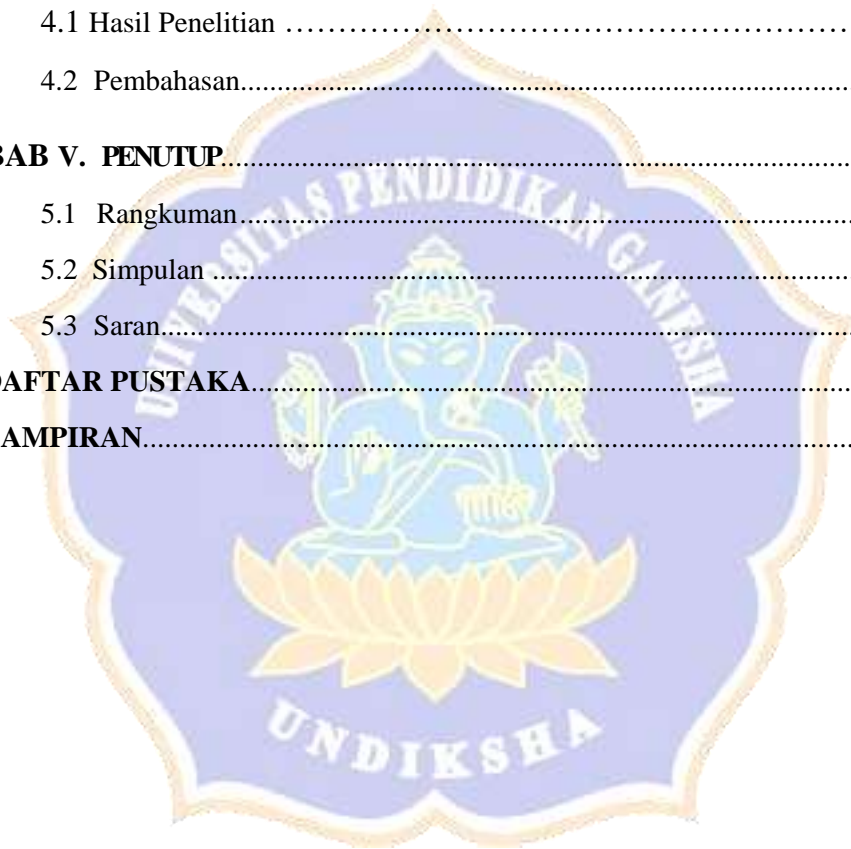 4.1 Hasil Penelitian ……………………………………………
4.2 Pembahasan................................................................................
BAB V. PENUTUP................................................................................
5.1 Rangkuman................................................................................
5.2 Simpulan ................................................................................
5.3 Saran................................................................................
DAFTAR PUSTAKA................................................................................
AMPIRAN................................................................................
UNIVERSITAS PENDIDIKAN GANESHA
UNDIKSHA